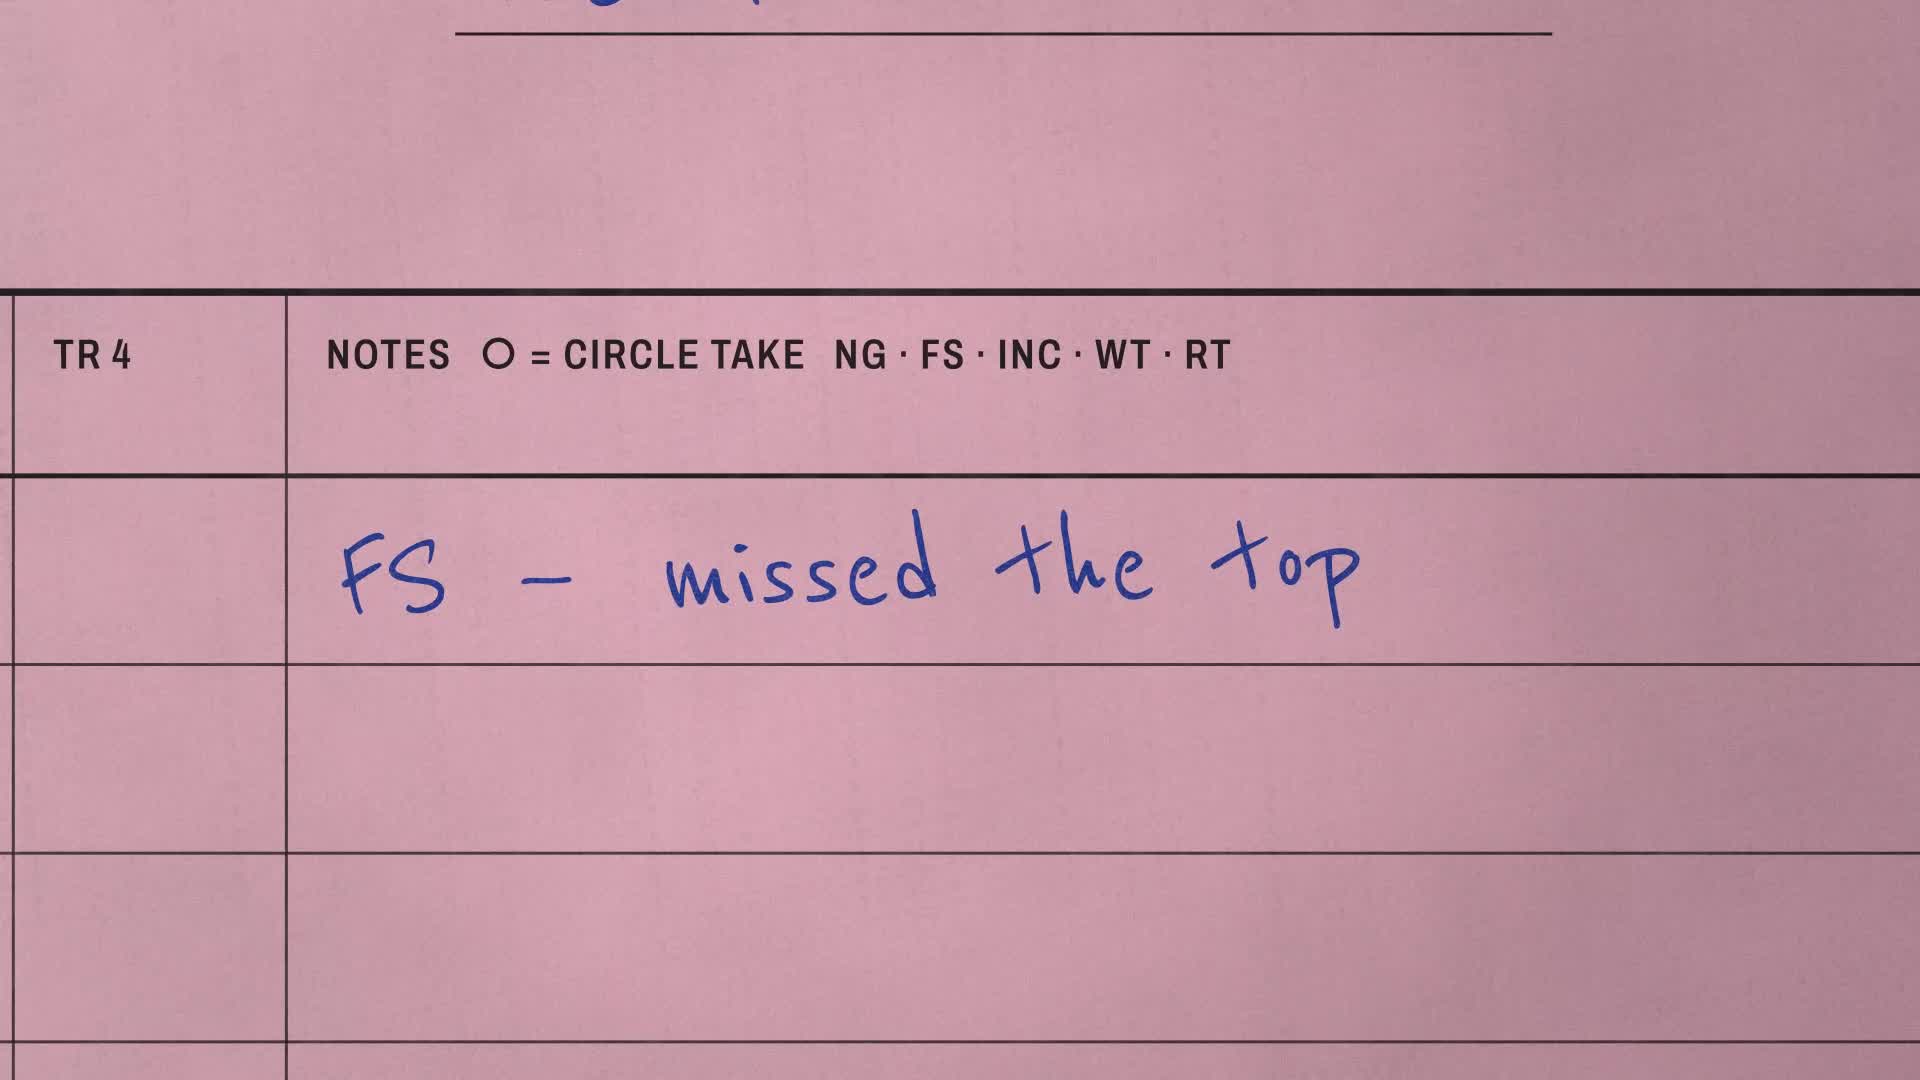 TR 4
NOTES ○ = CIRCLE TAKE NG · FS · INC · WT · RT
FS – missed the top